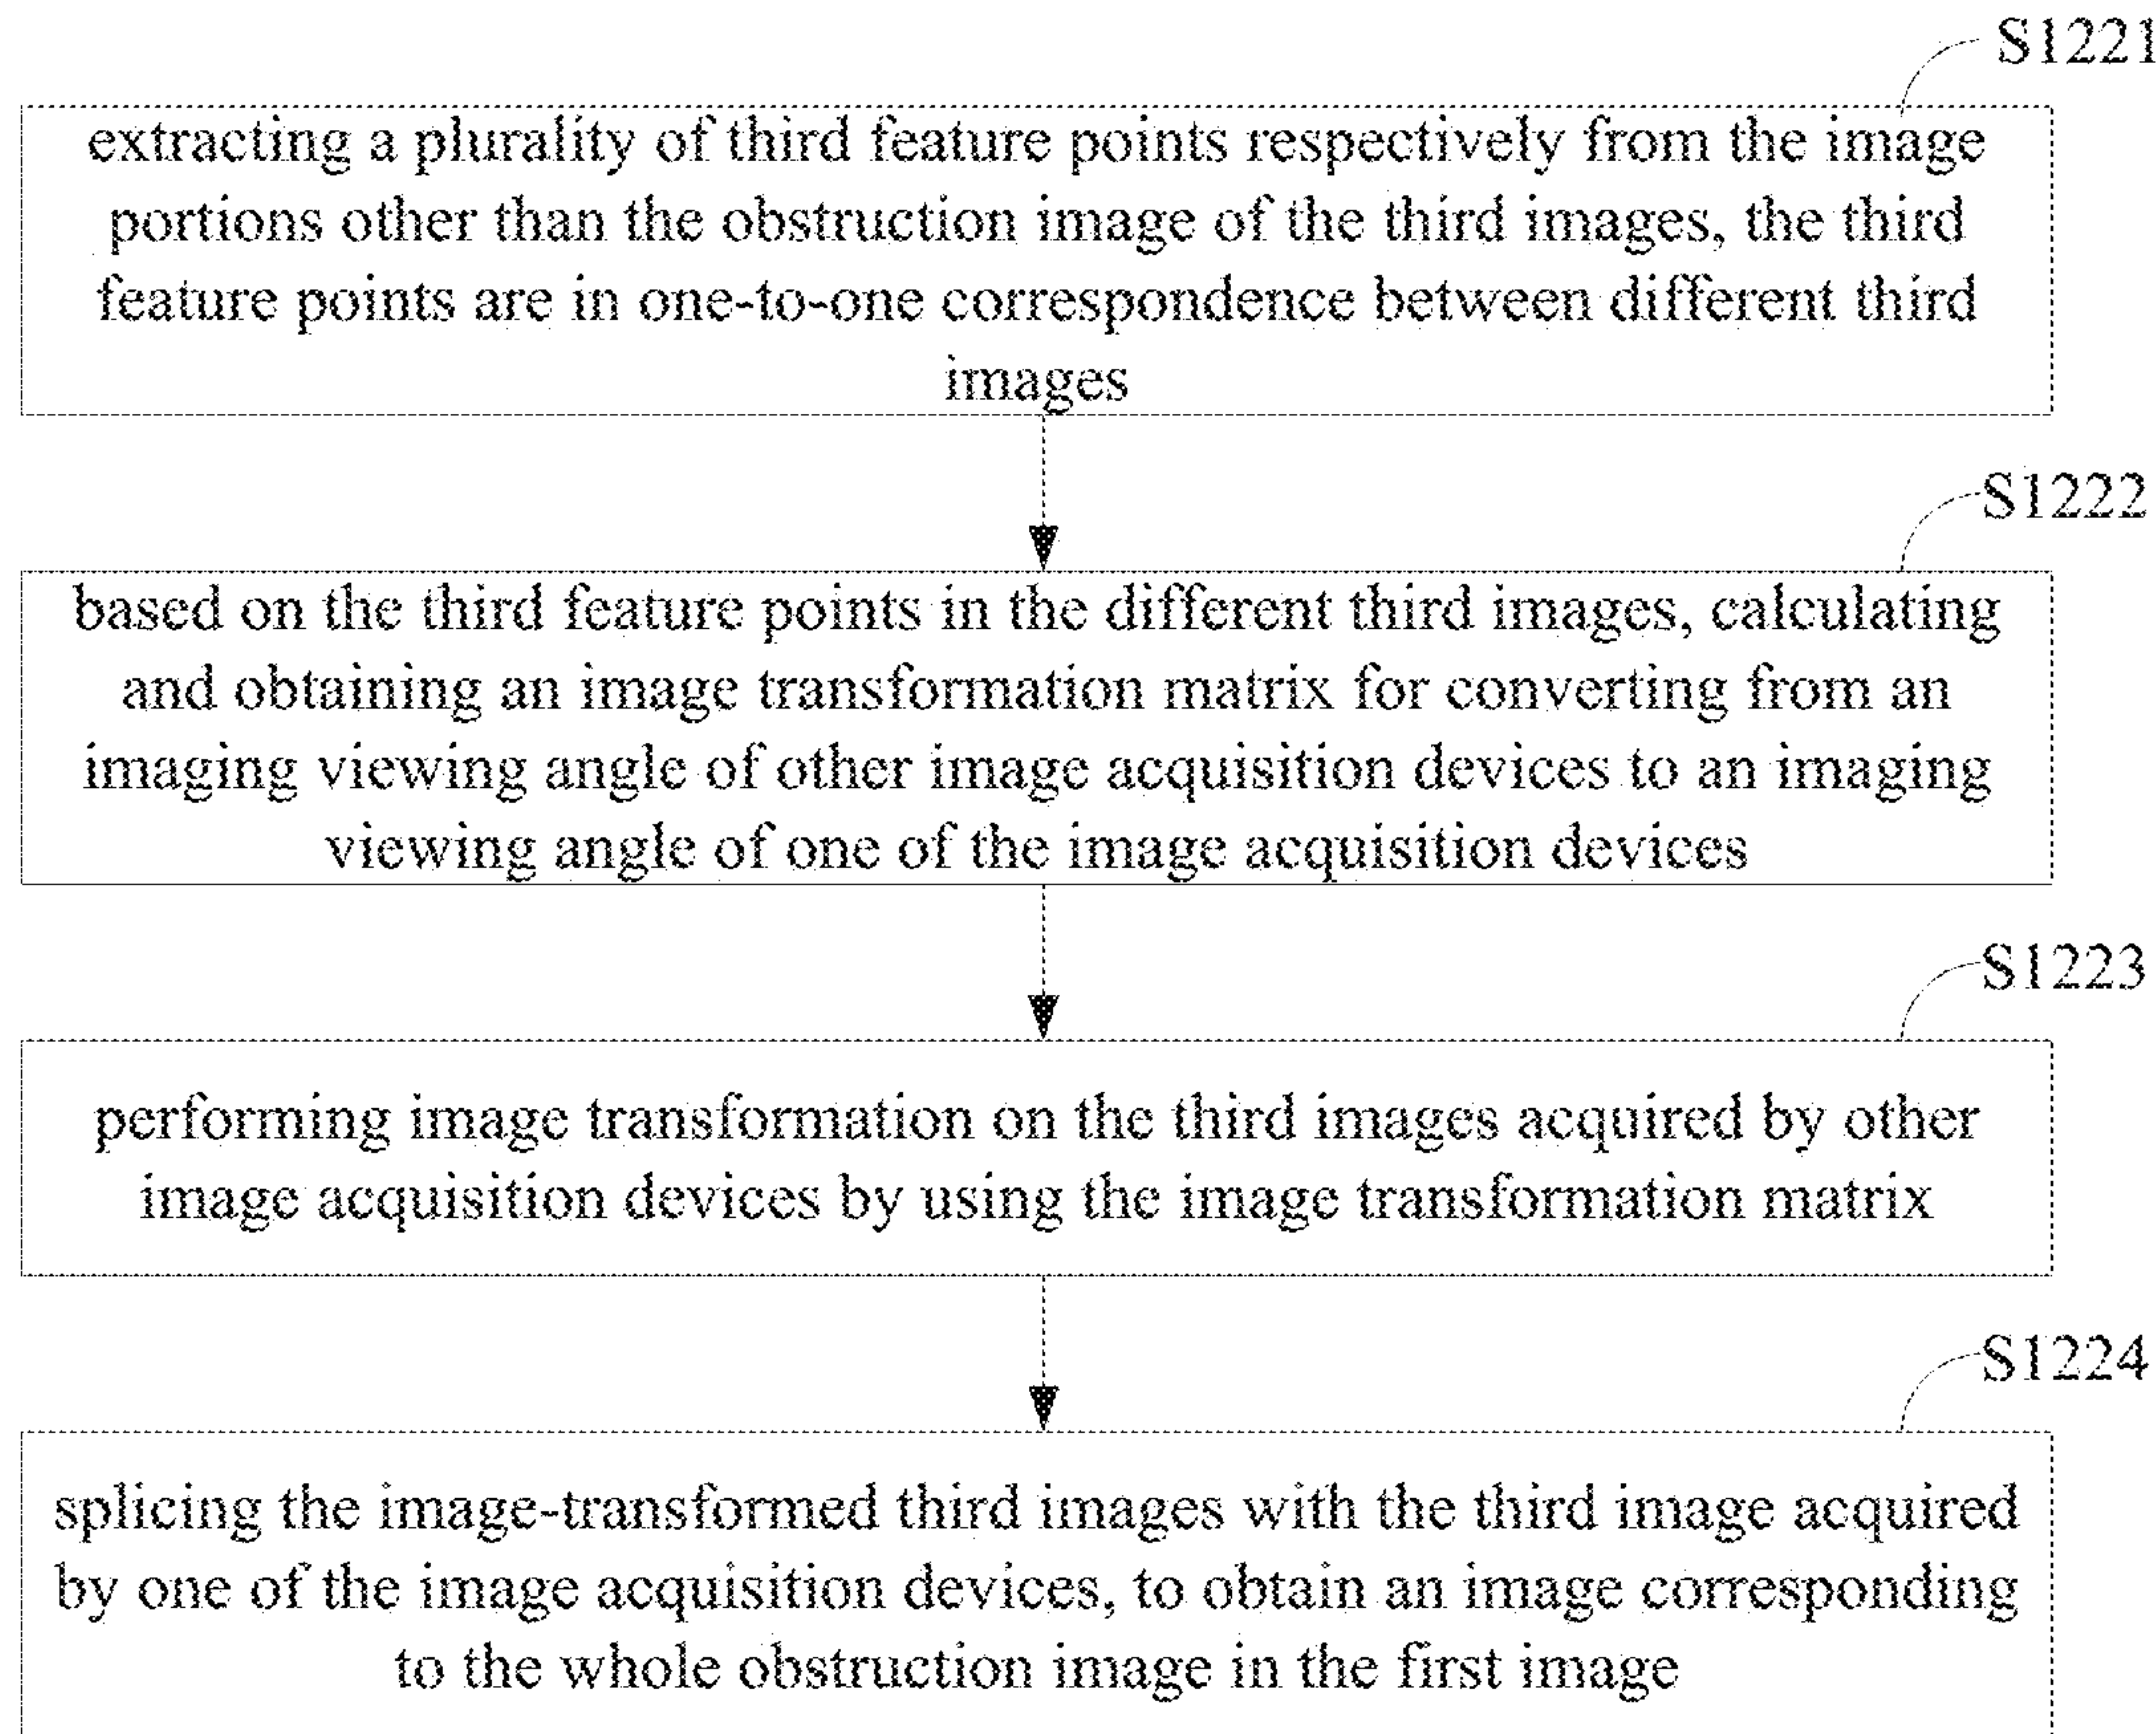 S1221
extracting a plurality of third feature points respectively from the image
portions other than the obstruction image of the third images, the third
feature points are in one-to-one correspondence between different third
images
S1222
based on the third feature points in the different third images, calculating
and obtaining an image transformation matrix for converting from an
imaging viewing angle of other image acquisition devices to an imaging
viewing angle of one of the image acquisition devices
S1223
performing image transformation on the third images acquired by other
image acquisition devices by using the image transformation matrix
S1224
splicing the image-transformed third images with the third image acquired
by one of the image acquisition devices, to obtain an image corresponding
to the whole obstruction image in the first image